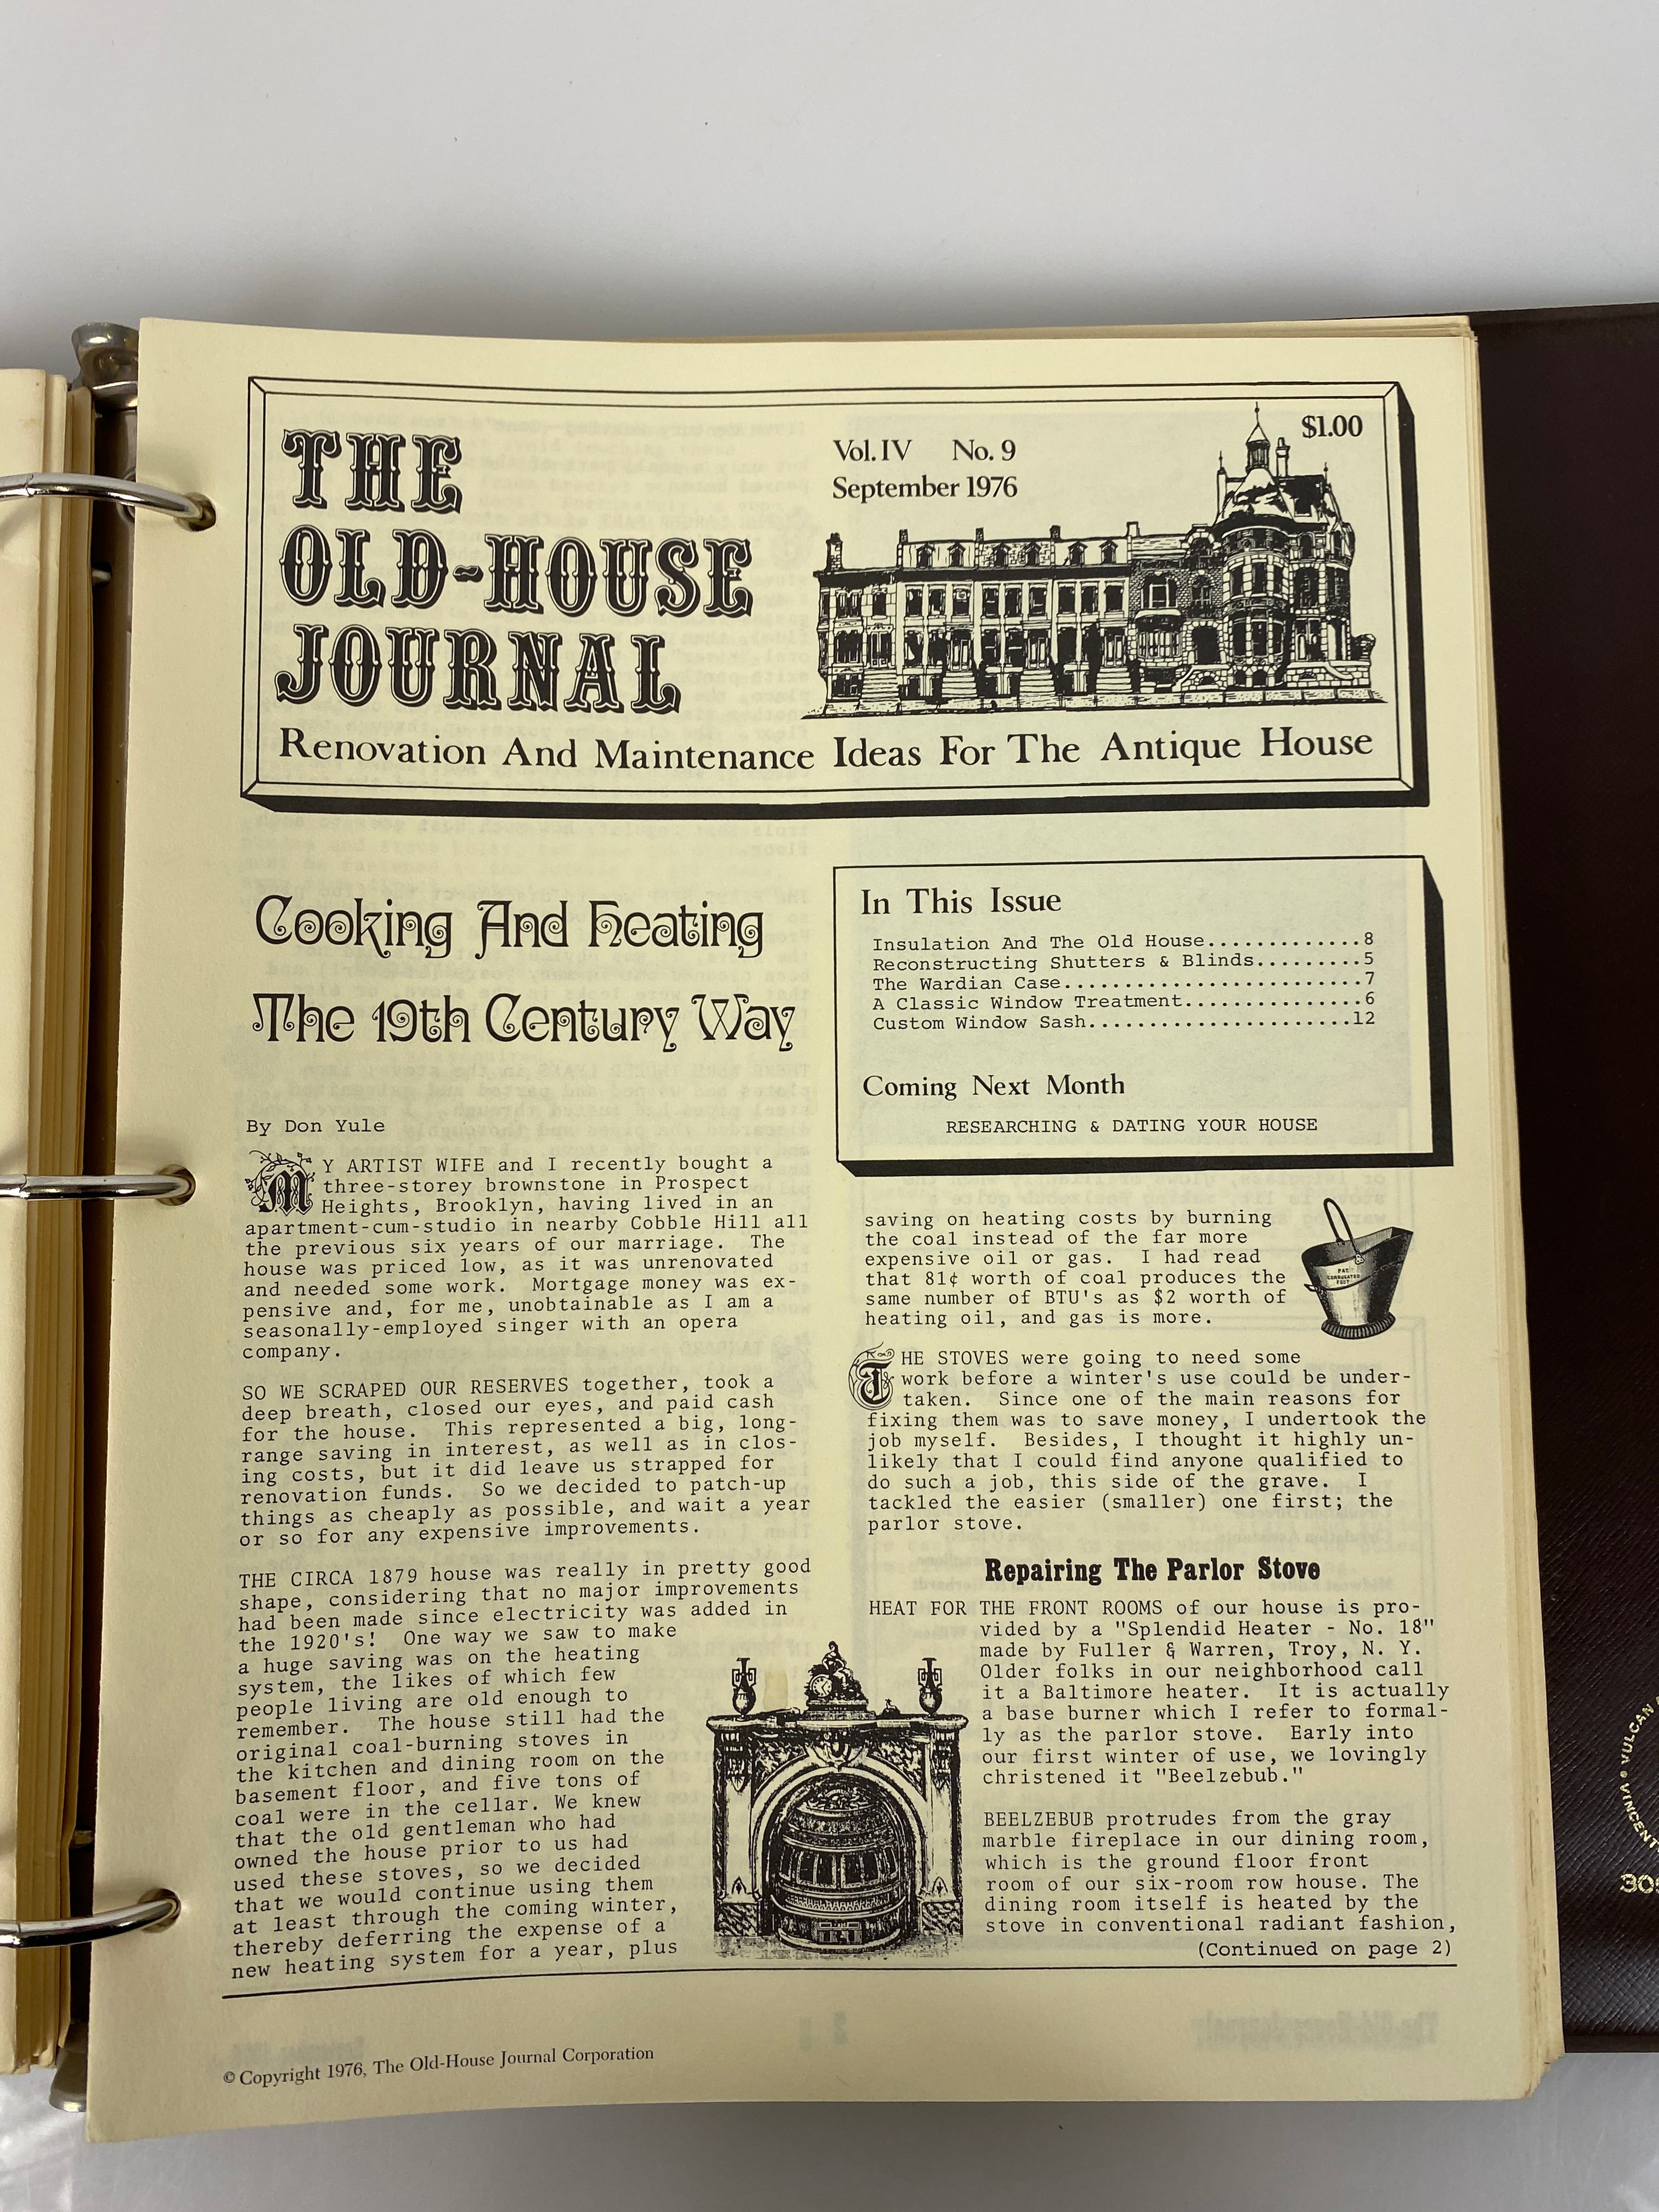 THE
OLD-HOUSE
JOURNAL
Vol. IV No. 9
September 1976
$1.00
Renovation And Maintenance Ideas For The Antique House
Cooking And Heating
The 19th Century Way
By Don Yule
MY ARTIST WIFE and I recently bought a
three-storey brownstone in Prospect
Heights, Brooklyn, having lived in an
apartment-cum-studio in nearby Cobble Hill all
the previous six years of our marriage. The
house was priced low, as it was unrenovated
and needed some work. Mortgage money was ex-
pensive and, for me, unobtainable as I am a
seasonally-employed singer with an opera
company.
SO WE SCRAPED OUR RESERVES together, took a
deep breath, closed our eyes, and paid cash
for the house. This represented a big, long-
range saving in interest, as well as in clos-
ing costs, but it did leave us strapped for
renovation funds. So we decided to patch-up
things as cheaply as possible, and wait a year
or so for any expensive improvements.
THE CIRCA 1879 house was really in pretty good
shape, considering that no major improvements
had been made since electricity was added in
the 1920's! One way we saw to make
a huge saving was on the heating
system, the likes of which few
people living are old enough to
remember. The house still had the
original coal-burning stoves in
the kitchen and dining room on the
basement floor, and five tons of
coal were in the cellar. We knew
that the old gentleman who had
owned the house prior to us had
used these stoves, so we decided
that we would continue using them
at least through the coming winter,
thereby deferring the expense of a
new heating system for a year, plus
In This Issue
Insulation And The Old House.............8
Reconstructing Shutters & Blinds.........5
The Wardian Case..........................7
A Classic Window Treatment...............6
Custom Window Sash......................12
Coming Next Month
RESEARCHING & DATING YOUR HOUSE
saving on heating costs by burning
the coal instead of the far more
expensive oil or gas. I had read
that 81¢ worth of coal produces the
same number of BTU's as $2 worth of
heating oil, and gas is more.
PAT.
CORRUGATED
FOOT
THE STOVES were going to need some
work before a winter's use could be under-
taken. Since one of the main reasons for
fixing them was to save money, I undertook the
job myself. Besides, I thought it highly un-
likely that I could find anyone qualified to
do such a job, this side of the grave. I
tackled the easier (smaller) one first; the
parlor stove.
Repairing The Parlor Stove
HEAT FOR THE FRONT ROOMS of our house is pro-
vided by a "Splendid Heater - No. 18"
made by Fuller & Warren, Troy, N. Y.
Older folks in our neighborhood call
it a Baltimore heater. It is actually
a base burner which I refer to formal-
ly as the parlor stove. Early into
our first winter of use, we lovingly
christened it "Beelzebub."
BEELZEBUB protrudes from the gray
marble fireplace in our dining room,
which is the ground floor front
room of our six-room row house. The
dining room itself is heated by the
stove in conventional radiant fashion,
(Continued on page 2)
© Copyright 1976, The Old-House Journal Corporation
VULCAN